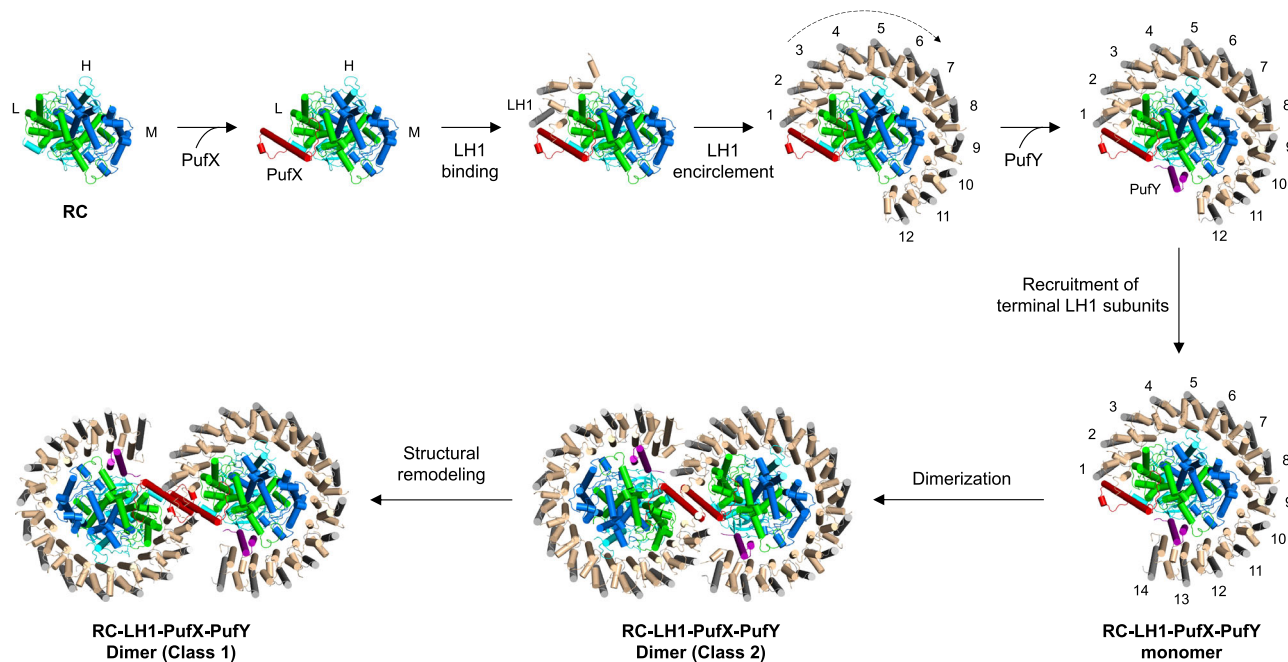 H
L
M
RC
PufX
H
L
M
PufX
LH1
binding
LH1
LH1
encirclement
1
2
3
4
5
6
7
8
9
10
11
12
PufY
1
2
3
4
5
6
7
8
9
10
11
12
PufY
Recruitment of
terminal LH1 subunits
1
2
3
4
5
6
7
8
10
11
12
13
14
RC-LH1-PufX-PufY
monomer
Dimerization
RC-LH1-PufX-PufY
Dimer (Class 2)
Structural
remodeling
RC-LH1-PufX-PufY
Dimer (Class 1)